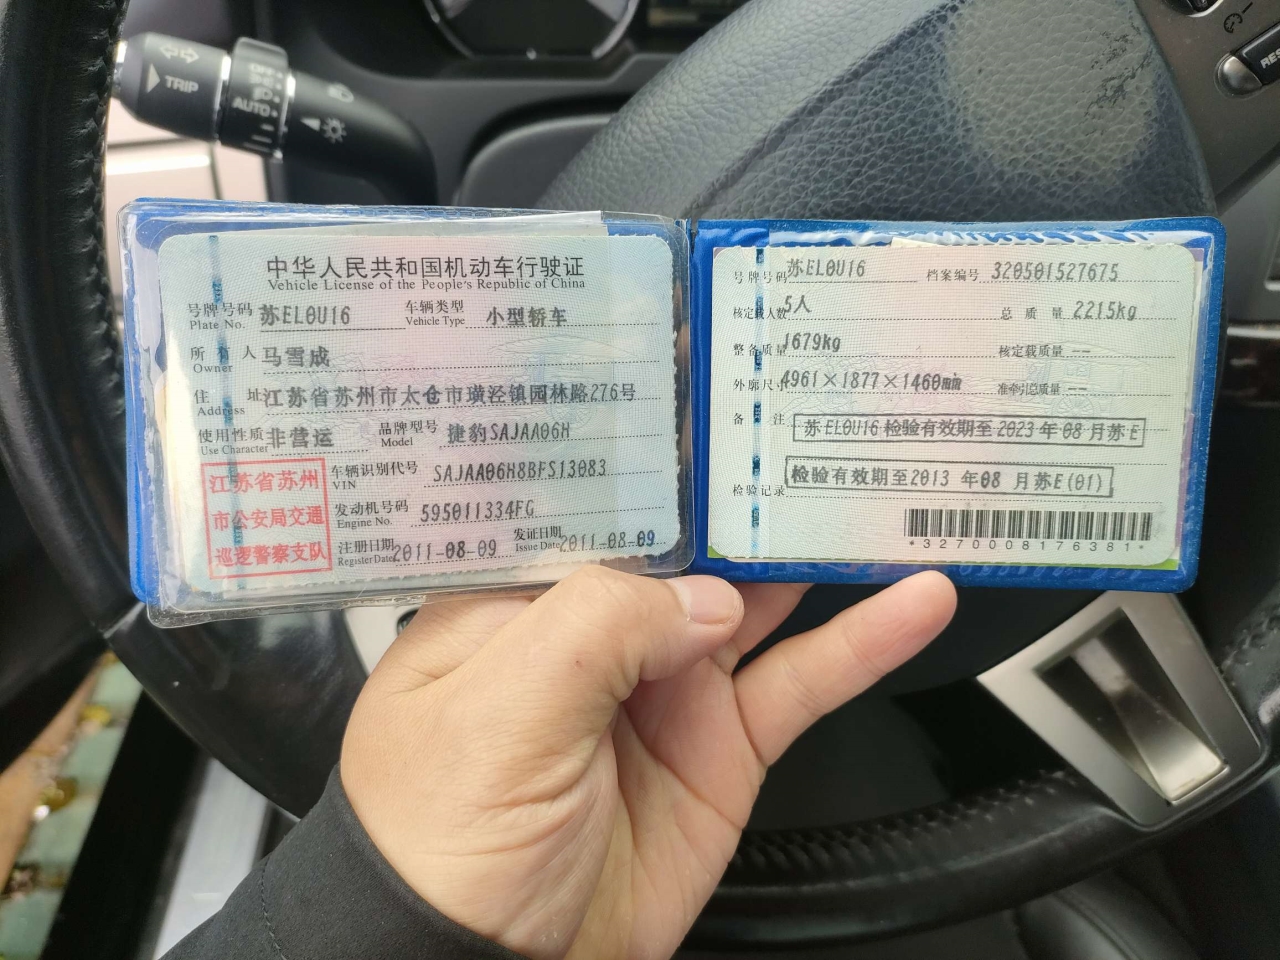 TRIP
OFF
AUTO
RES
中华人民共和国机动车行驶证
Vehicle License of the People's Republic of China
号牌号码 苏EL0U16 车辆类型 小型轿车
Plate No. Vehicle Type
所有人 马雪成
Owner
住址 江苏省苏州市太仓市璜泾镇园林路276号
Address
使用性质 非营运 品牌型号 捷豹SAJAA06H
Use Character Model
江苏省苏州
市公安局交通
巡逻警察支队
车辆识别代号 SAJAA06H8BFS13083
VIN
发动机号码 595011334FG
Engine No.
注册日期 2011-08-09 发证日期 2011-08-09
Register Date Issue Date
号牌号码 苏EL0U16 档案编号 320501527675
核定载人数 5人 总质量 2215kg
整备质量 1679kg 核定载质量 --
外廓尺寸 4961×1877×1460mm 准牵引总质量 --
备注 苏EL0U16 检验有效期至 2023 年 08 月苏E
检验有效期至2013 年08 月苏E(01)
检验记录
*3270008176381*